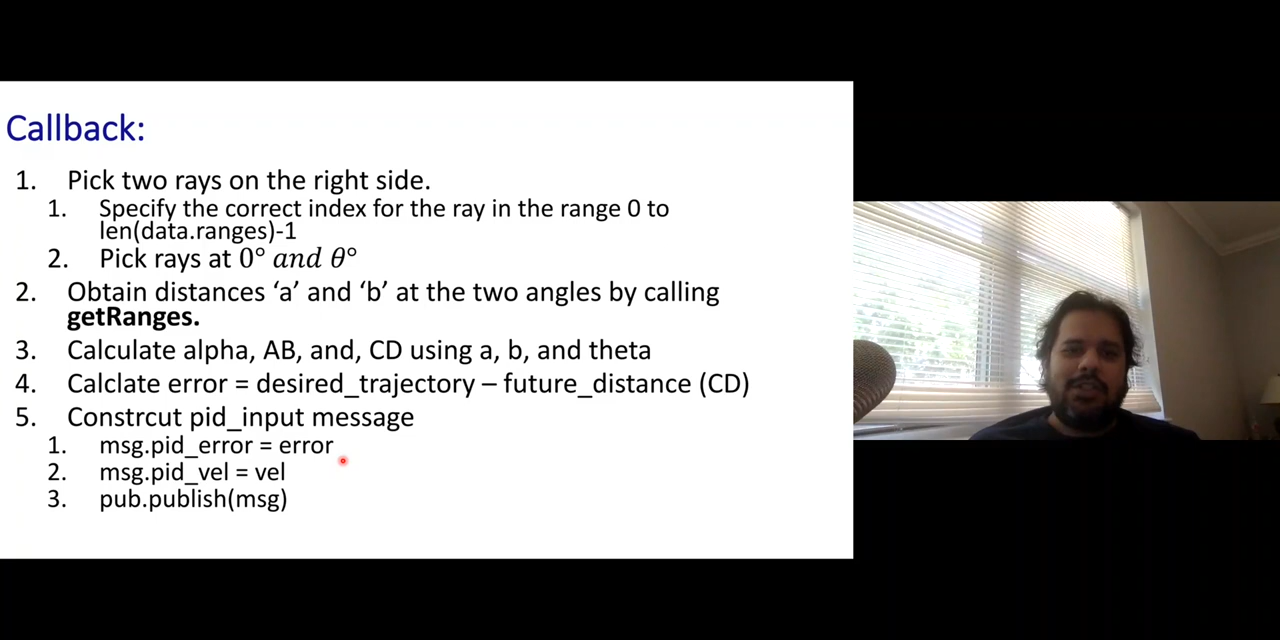 Callback:
1. Pick two rays on the right side.
1. Specify the correct index for the ray in the range 0 to
len(data.ranges)-1
2. Pick rays at 0° and θ°
2. Obtain distances ‘a’ and ‘b’ at the two angles by calling
getRanges.
3. Calculate alpha, AB, and, CD using a, b, and theta
4. Calclate error = desired_trajectory – future_distance (CD)
5. Constrcut pid_input message
1. msg.pid_error = error
2. msg.pid_vel = vel
3. pub.publish(msg)